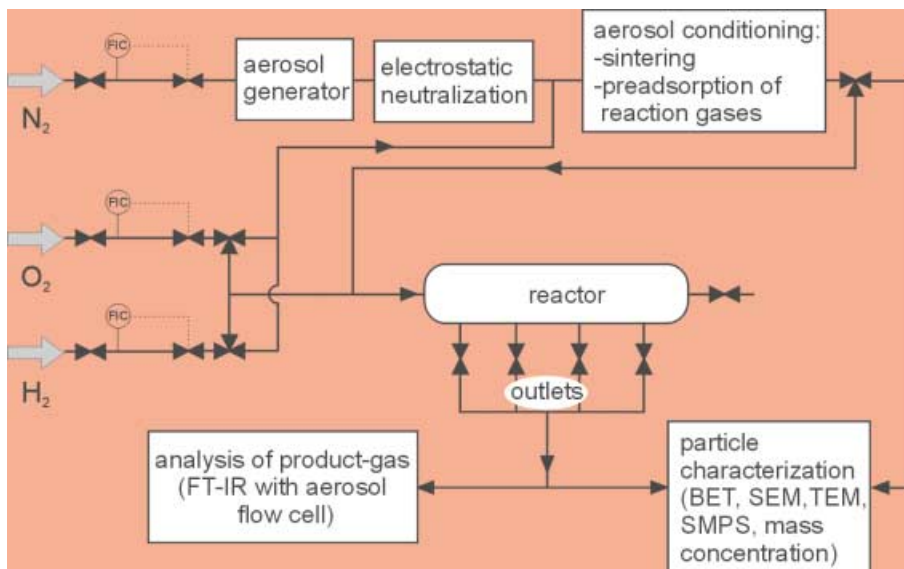 FIC
N2
aerosol
generator
electrostatic
neutralization
aerosol conditioning:
-sintering
-preadsorption of
reaction gases
FIC
O2
FIC
H2
reactor
outlets
analysis of product-gas
(FT-IR with aerosol
flow cell)
particle
characterization
(BET, SEM,TEM,
SMPS, mass
concentration)